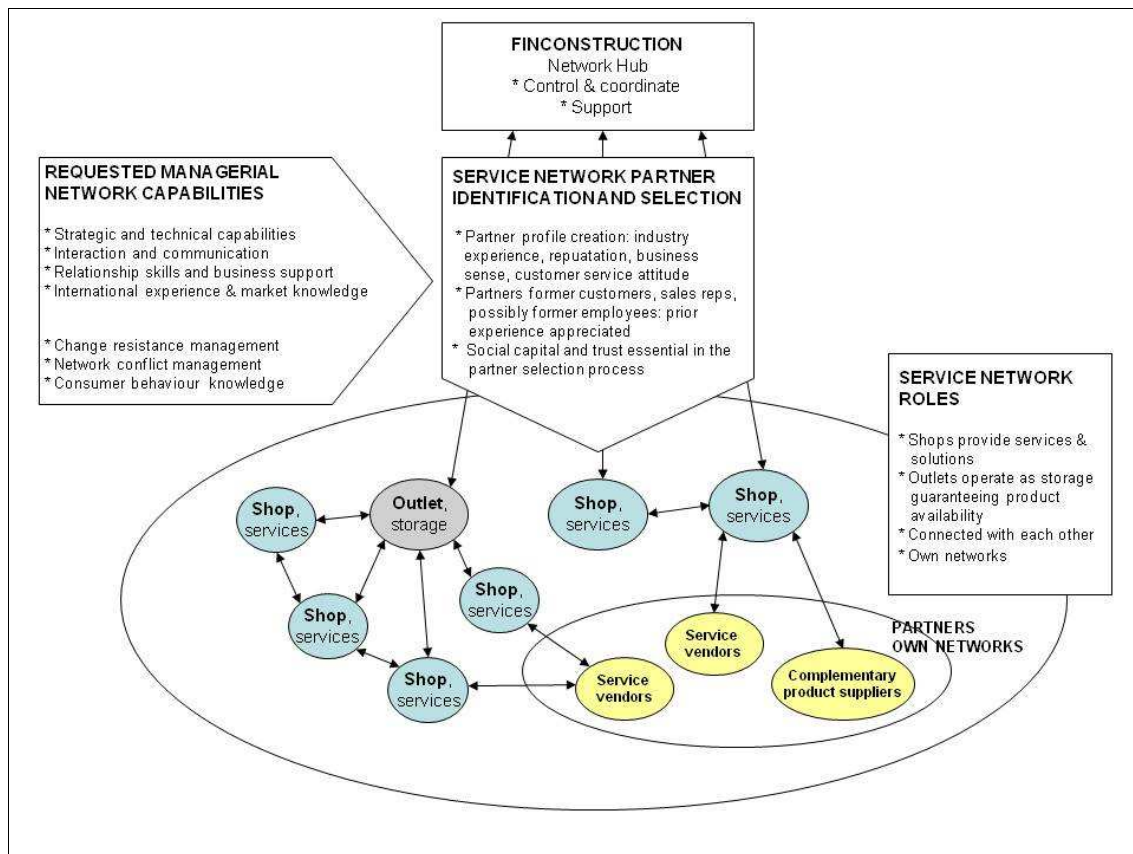 FINCONSTRUCTION
Network Hub
* Control & coordinate
* Support
REQUESTED MANAGERIAL
NETWORK CAPABILITIES
* Strategic and technical capabilities
* Interaction and communication
* Relationship skills and business support
* International experience & market knowledge
* Change resistance management
* Network conflict management
* Consumer behaviour knowledge
SERVICE NETWORK PARTNER
IDENTIFICATION AND SELECTION
* Partner profile creation: industry
experience, repuatation, business
sense, customer service attitude
* Partners former customers, sales reps,
possibly former employees: prior
experience appreciated
* Social capital and trust essential in the
partner selection process
SERVICE NETWORK
ROLES
* Shops provide services &
solutions
* Outlets operate as storage
guaranteeing product
availability
* Connected with each other
* Own networks
Shop,
services
Outlet,
storage
Shop,
services
Shop,
services
Shop,
services
Shop,
services
Shop,
services
Service
vendors
Service
vendors
Complementary
product suppliers
PARTNERS
OWN NETWORKS